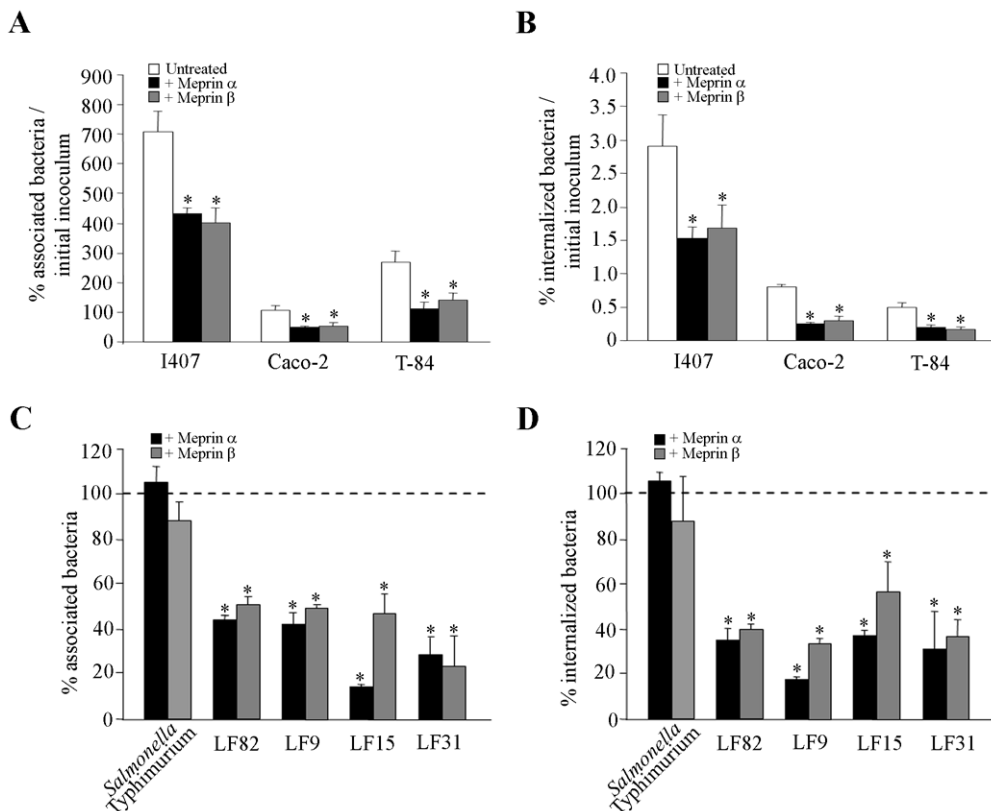 A
% associated bacteria /
initial incoculum
900
800
700
600
500
400
300
200
100
0
Untreated
+ Meprin α
+ Meprin β
* *
* *
* *
I407 Caco-2 T-84
B
% internalized bacteria /
initial inoculum
4.0
3.5
3.0
2.5
2.0
1.5
1.0
0.5
0
Untreated
+ Meprin α
+ Meprin β
* *
* *
* *
I407 Caco-2 T-84
C
% associated bacteria
120
100
80
60
40
20
0
+ Meprin α
+ Meprin β
* *
* *
* *
* *
Salmonella
Typhimurium
LF82 LF9 LF15 LF31
D
% internalized bacteria
120
100
80
60
40
20
0
+ Meprin α
+ Meprin β
* *
* *
* *
* *
Salmonella
Typhimurium
LF82 LF9 LF15 LF31